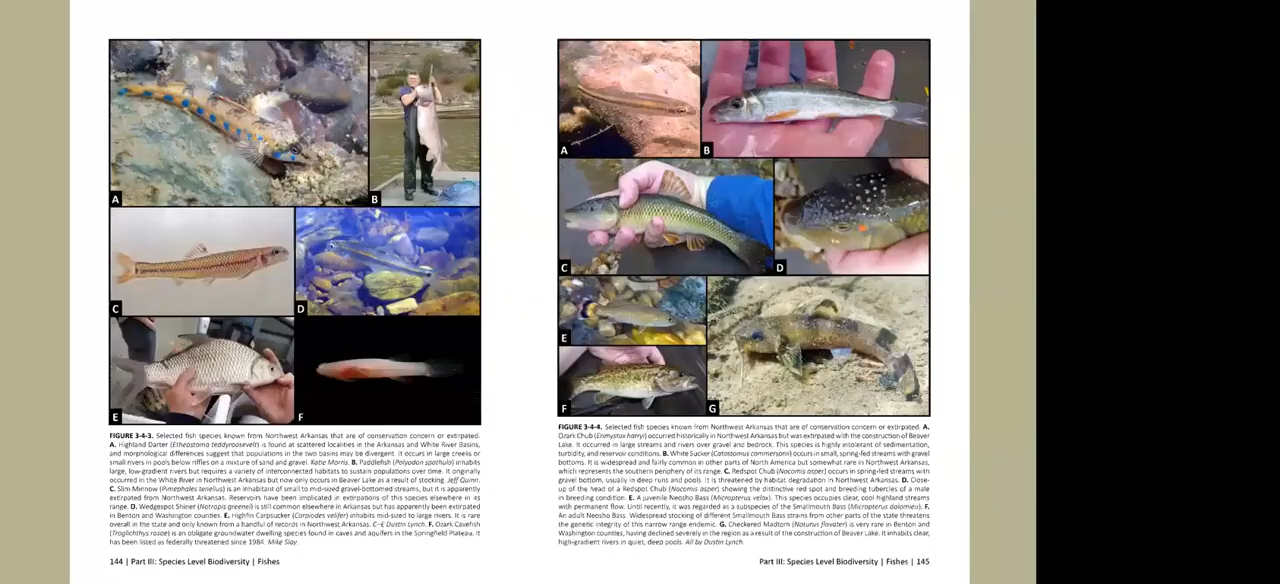 A
B
C
D
E
F
FIGURE 3-4-3. Selected fish species known from Northwest Arkansas that are of conservation concern or extirpated.
A. Highland Darter (Etheostoma teddyroosevelt) is found at scattered localities in the Arkansas and White River Basins,
and morphological differences suggest that populations in the two basins may be divergent. It occurs in large creeks or
small rivers in pools below riffles on a mixture of sand and gravel. Katie Morris. B. Paddlefish (Polyodon spathula) inhabits
large, low-gradient rivers but requires a variety of interconnected habitats to sustain populations over time. It originally
occurred in the White River in Northwest Arkansas but now only occurs in Beaver Lake as a result of stocking. Jeff Quinn.
C. Slim Minnow (Pimephales tenellus) is an inhabitant of small to mid-sized gravel-bottomed streams, but it is apparently
extirpated from Northwest Arkansas. Reservoirs have been implicated in extirpations of this species elsewhere in its
range. D. Wedgespot Shiner (Notropis greenei) is still common elsewhere in Arkansas but has apparently been extirpated
in Benton and Washington counties. E. Highfin Carpsucker (Carpiodes velifer) inhabits mid-sized to large rivers. It is rare
overall in the state and only known from a handful of records in Northwest Arkansas. C–E Dustin Lynch. F. Ozark Cavefish
(Troglichthys rosae) is an obligate groundwater dwelling species found in caves and aquifers in the Springfield Plateau. It
has been listed as federally threatened since 1984. Mike Slay.
144 | Part III: Species Level Biodiversity | Fishes
A
B
C
D
E
F
G
FIGURE 3-4-4. Selected fish species known from Northwest Arkansas that are of conservation concern or extirpated. A.
Ozark Chub (Erimystax harryi) occurred historically in Northwest Arkansas but was extirpated with the construction of Beaver
Lake. It occurred in large streams and rivers over gravel and bedrock. This species is highly intolerant of sedimentation,
turbidity, and reservoir conditions. B. White Sucker (Catostomus commersonii) occurs in small, spring-fed streams with gravel
bottoms. It is widespread and fairly common in other parts of North America but somewhat rare in Northwest Arkansas,
which represents the southern periphery of its range. C. Redspot Chub (Nocomis asper) occurs in spring-fed streams with
gravel bottom, usually in deep runs and pools. It is threatened by habitat degradation in Northwest Arkansas. D. Close-
up of the head of a Redspot Chub (Nocomis asper) showing the distinctive red spot and breeding tubercles of a male
in breeding condition. E. A juvenile Neosho Bass (Micropterus velox). This species occupies clear, cool highland streams
with permanent flow. Until recently, it was regarded as a subspecies of the Smallmouth Bass (Micropterus dolomieu). F.
An adult Neosho Bass. Widespread stocking of different Smallmouth Bass strains from other parts of the state threatens
the genetic integrity of this narrow range endemic. G. Checkered Madtom (Noturus flavater) is very rare in Benton and
Washington counties, having declined severely in the region as a result of the construction of Beaver Lake. It inhabits clear,
high-gradient rivers in quiet, deep pools. All by Dustin Lynch.
Part III: Species Level Biodiversity | Fishes | 145